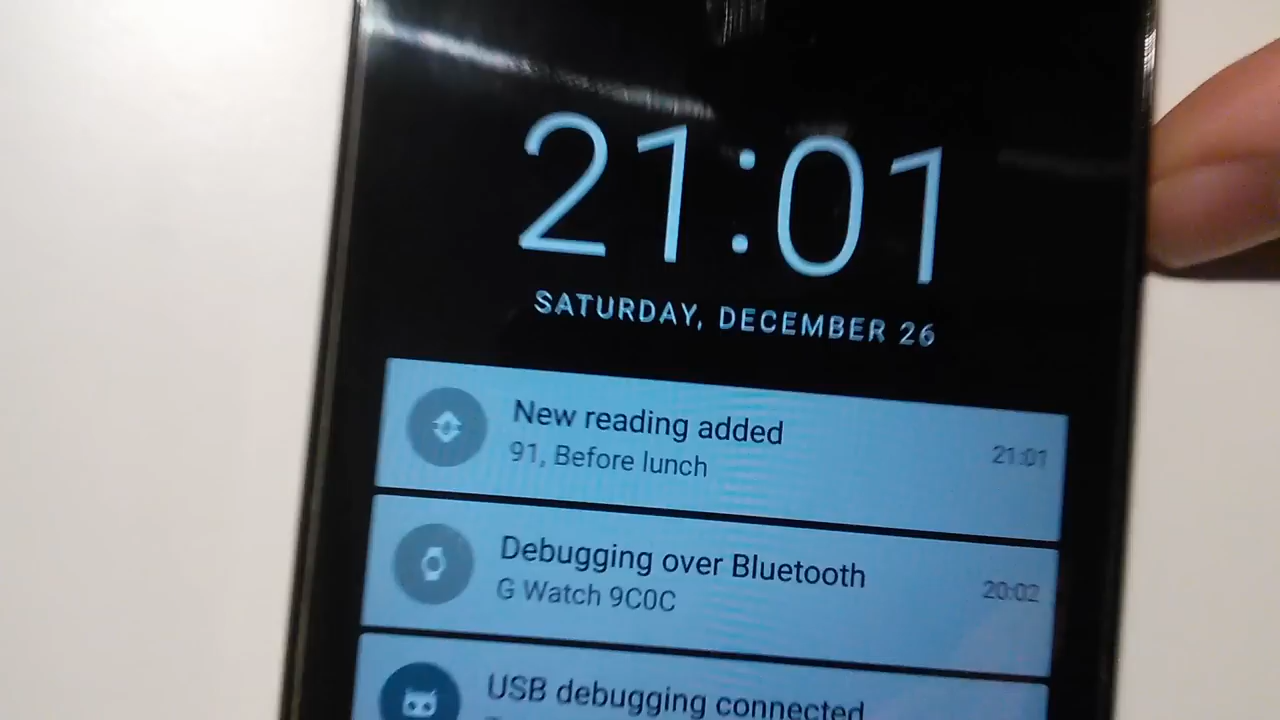 21:01
SATURDAY, DECEMBER 26
New reading added
91, Before lunch
21:01
Debugging over Bluetooth
G Watch 9C0C
20:02
USB debugging connected